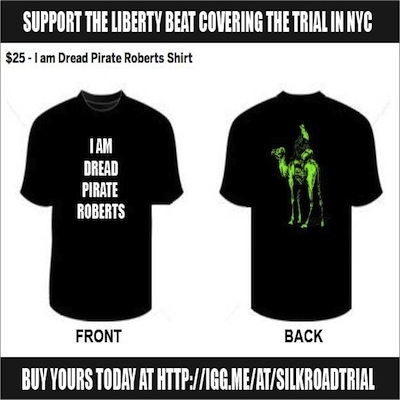 SUPPORT THE LIBERTY BEAT COVERING THE TRIAL IN NYC
$25 - I am Dread Pirate Roberts Shirt
I AM
DREAD
PIRATE
ROBERTS
FRONT
BACK
BUY YOURS TODAY AT HTTP://IGG.ME/AT/SILKROADTRIAL